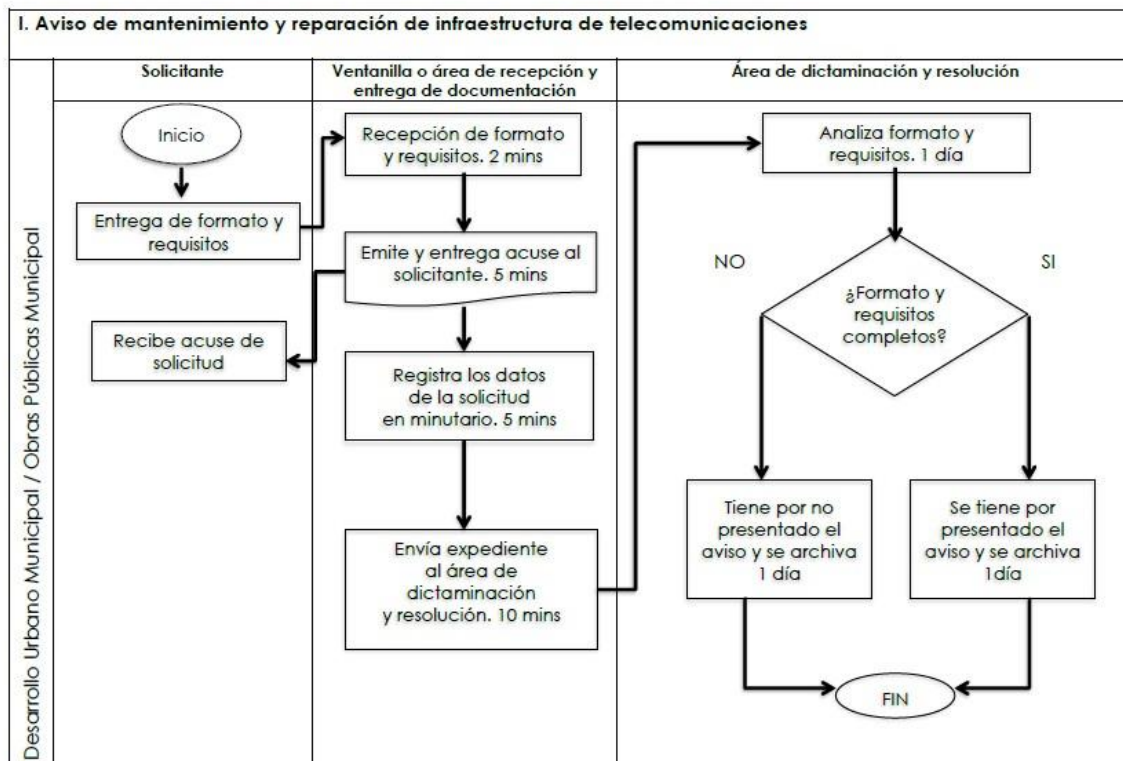 I. Aviso de mantenimiento y reparación de infraestructura de telecomunicaciones
Desarrollo Urbano Municipal / Obras Públicas Municipal
Solicitante
Inicio
Entrega de formato y
requisitos
Recibe acuse de
solicitud
Ventanilla o área de recepción y
entrega de documentación
Recepción de formato
y requisitos. 2 mins
Emite y entrega acuse al
solicitante. 5 mins
Registra los datos
de la solicitud
en minutario. 5 mins
Envía expediente
al área de
dictaminación
y resolución. 10 mins
Área de dictaminación y resolución
Analiza formato y
requisitos. 1 día
¿Formato y
requisitos
completos?
NO
SI
Tiene por no
presentado el
aviso y se archiva
1 día
Se tiene por
presentado el
aviso y se archiva
1día
FIN